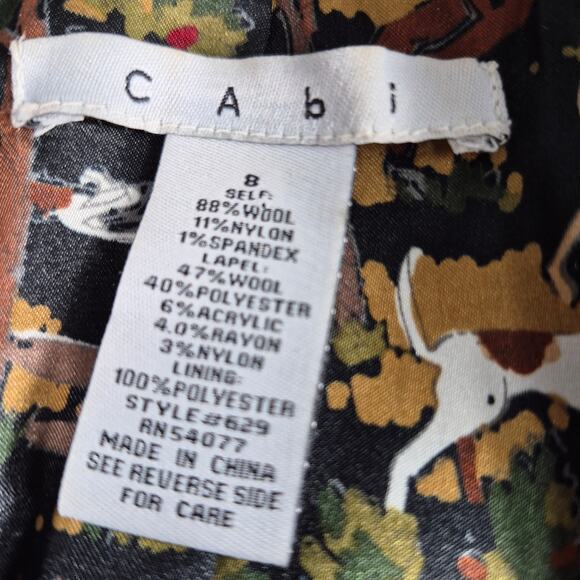 CAbi
8
SELF:
88%WOOL
11%NYLON
1%SPANDEX
LAPEL:
47%WOOL
40%POLYESTER
6%ACRYLIC
4.0%RAYON
3%NYLON
LINING:
100%POLYESTER
STYLE#629
RN54077
MADE IN CHINA
SEE REVERSE SIDE
FOR CARE